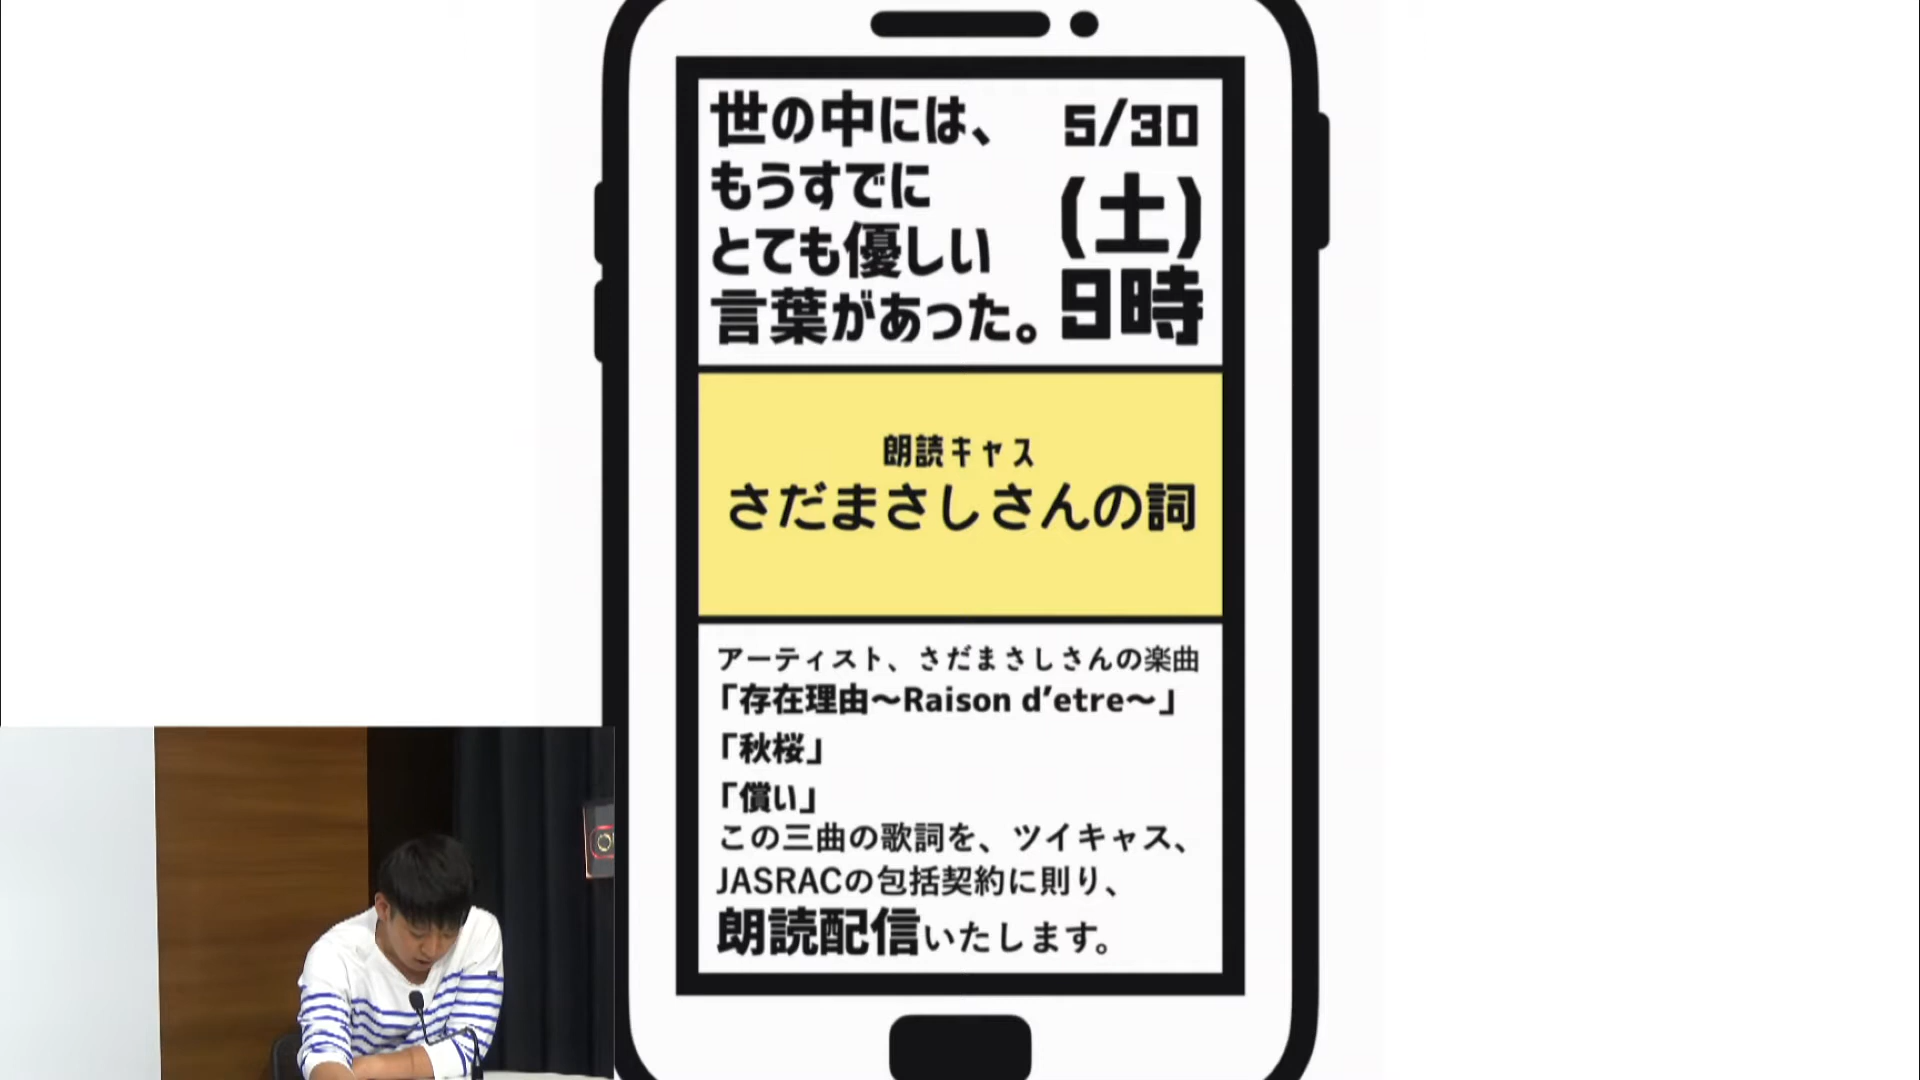 世の中には、
もうすでに
とても優しい
言葉があった。
5/30
(土)
9時
朗読キャス
さだまさしさんの詞
アーティスト、さだまさしさんの楽曲
「存在理由～Raison d’etre～」
「秋桜」
「償い」
この三曲の歌詞を、ツイキャス、
JASRACの包括契約に則り、
朗読配信いたします。